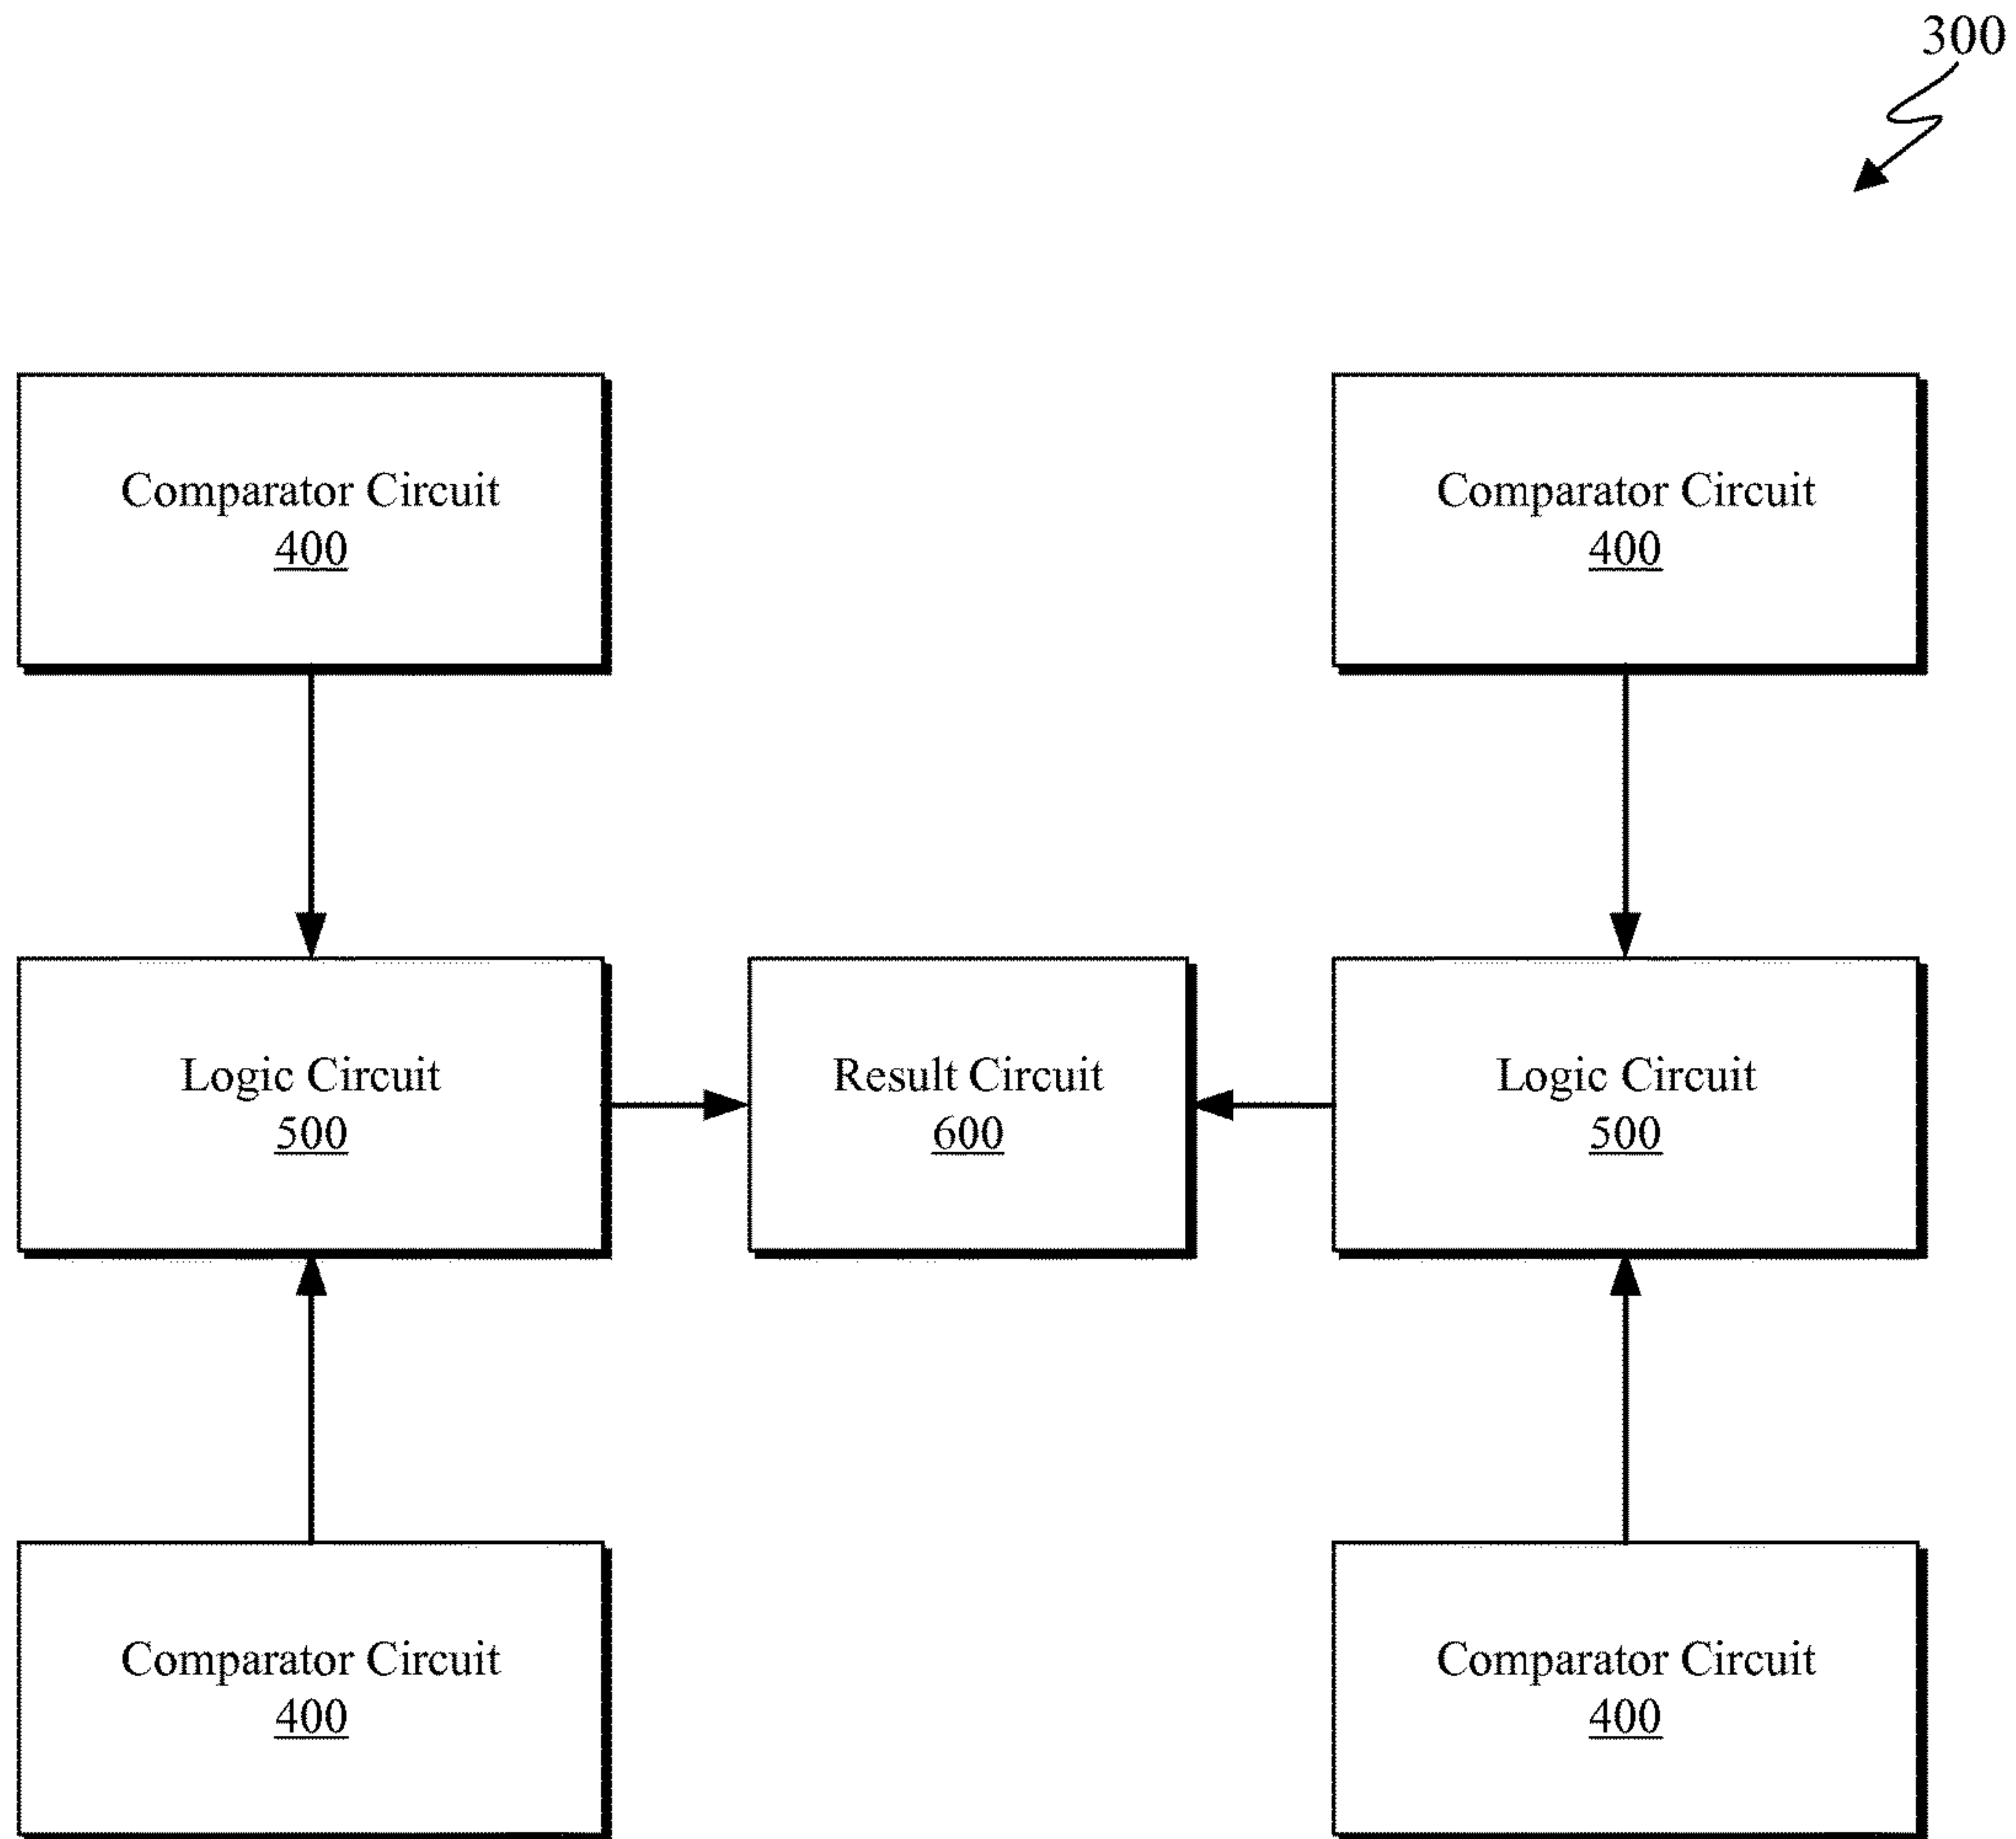 300
Comparator Circuit
400
Comparator Circuit
400
Logic Circuit
500
Result Circuit
600
Logic Circuit
500
Comparator Circuit
400
Comparator Circuit
400